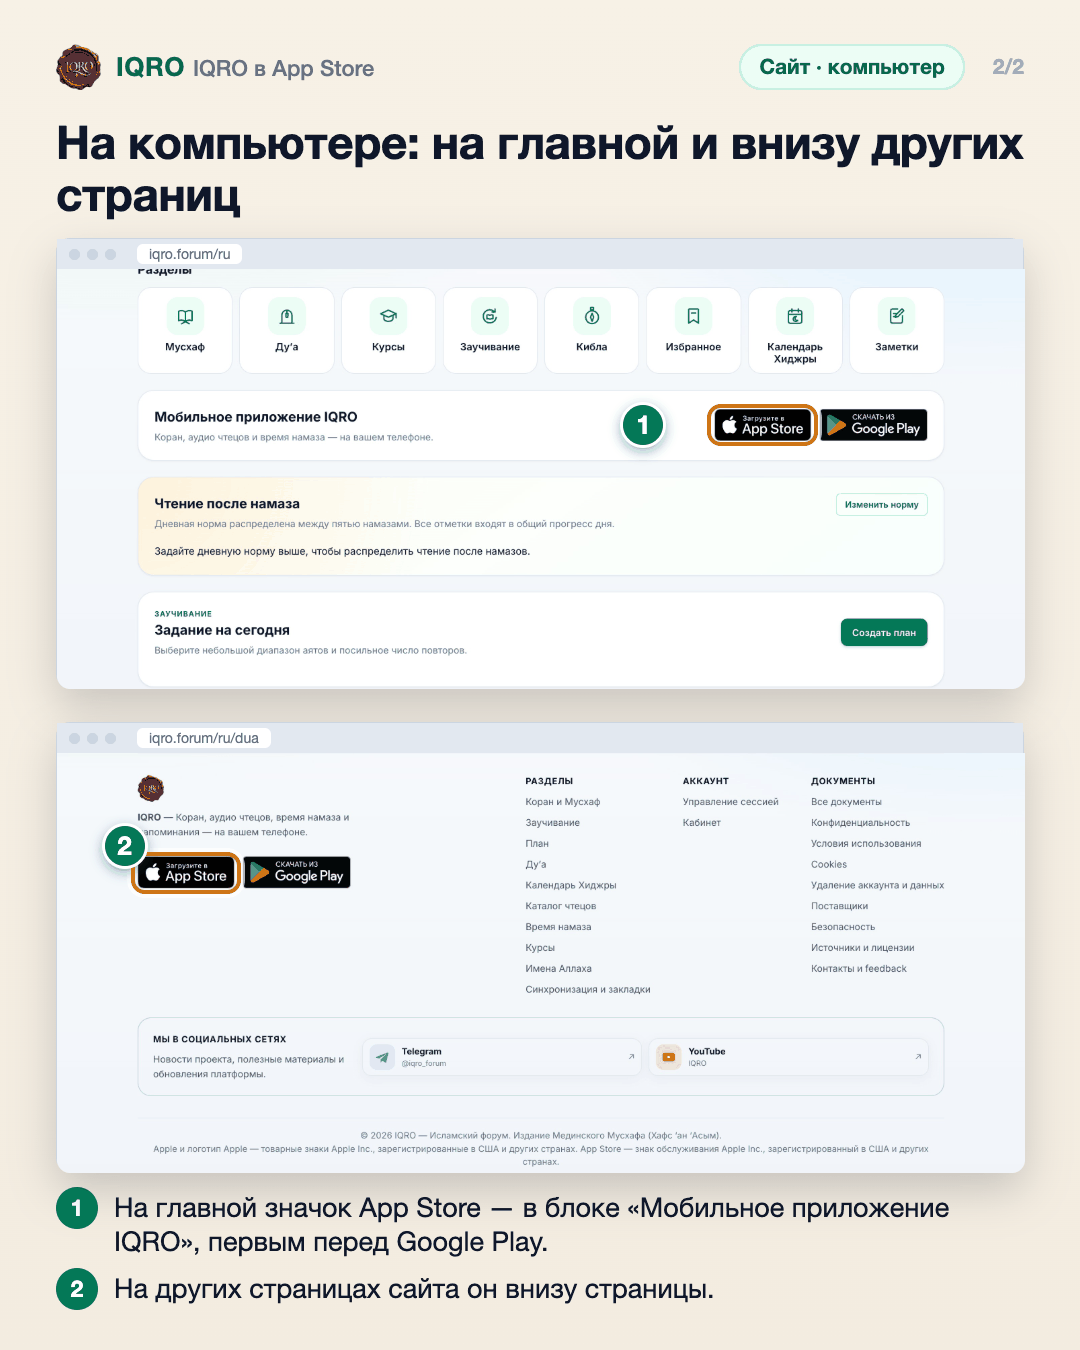 IQRO IQRO в App Store
Сайт · компьютер
2/2
На компьютере: на главной и внизу других
страниц
iqro.forum/ru
Разделы
Мусхаф
Ду‘а
Курсы
Заучивание
Кибла
Избранное
Календарь
Хиджры
Заметки
Мобильное приложение IQRO
Коран, аудио чтецов и время намаза — на вашем телефоне.
1
Загрузите в
App Store
СКАЧАТЬ ИЗ
Google Play
Чтение после намаза
Дневная норма распределена между пятью намазами. Все отметки входят в общий прогресс дня.
Изменить норму
Задайте дневную норму выше, чтобы распределить чтение после намазов.
ЗАУЧИВАНИЕ
Задание на сегодня
Выберите небольшой диапазон аятов и посильное число повторов.
Создать план
iqro.forum/ru/dua
IQRO — Коран, аудио чтецов, время намаза и
апоминания — на вашем телефоне.
2
Загрузите в
App Store
СКАЧАТЬ ИЗ
Google Play
РАЗДЕЛЫ
Коран и Мусхаф
Заучивание
План
Ду‘а
Календарь Хиджры
Каталог чтецов
Время намаза
Курсы
Имена Аллаха
Синхронизация и закладки
АККАУНТ
Управление сессией
Кабинет
ДОКУМЕНТЫ
Все документы
Конфиденциальность
Условия использования
Cookies
Удаление аккаунта и данных
Поставщики
Безопасность
Источники и лицензии
Контакты и feedback
МЫ В СОЦИАЛЬНЫХ СЕТЯХ
Новости проекта, полезные материалы и
обновления платформы.
Telegram
@iqro_forum
YouTube
IQRO
© 2026 IQRO — Исламский форум. Издание Мединского Мусхафа (Хафс ‘ан ‘Асым).
Apple и логотип Apple — товарные знаки Apple Inc., зарегистрированные в США и других странах. App Store — знак обслуживания Apple Inc., зарегистрированный в США и других
странах.
1 На главной значок App Store — в блоке «Мобильное приложение
IQRO», первым перед Google Play.
2 На других страницах сайта он внизу страницы.